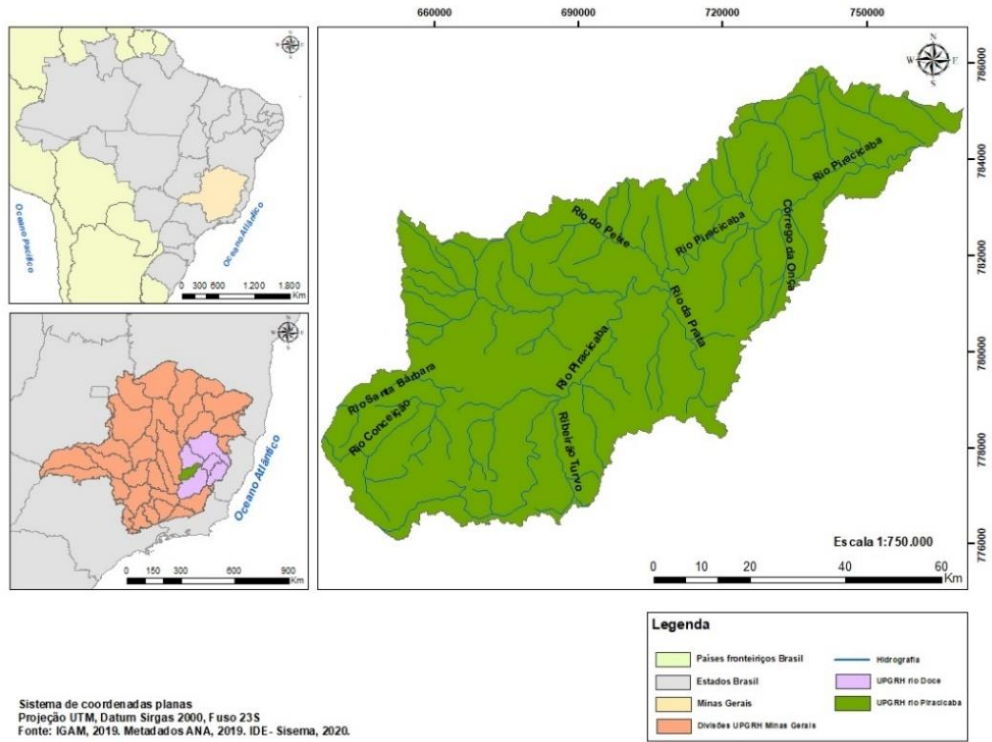 660000 690000 720000 750000
N
Oceano Pacífico
Oceano Atlântico
0 300 600 1.200 1.800
Km
Oceano Atlântico
0 150 300 600 900
Km
N
W E
S
786000
784000
782000
780000
778000
776000
Rio Piracicaba
Rio do Peixe
Rio Piracicaba
Córrego da Onça
Rio da Prata
Rio Piracicaba
Rio Santa Bárbara
Rio Conceição
Ribeirão Turvo
Escala 1:750.000
0 10 20 40 60
Km
Legenda
Países fronteiriços Brasil
Estados Brasil
Minas Gerais
Divisões UPGRH Minas Gerais
Hidrografia
UPGRH rio Doce
UPGRH rio Piracicaba
Sistema de coordenadas planas
Projeção UTM, Datum Sirgas 2000, Fuso 23S
Fonte: IGAM, 2019. Metadados ANA, 2019. IDE- Sisema, 2020.